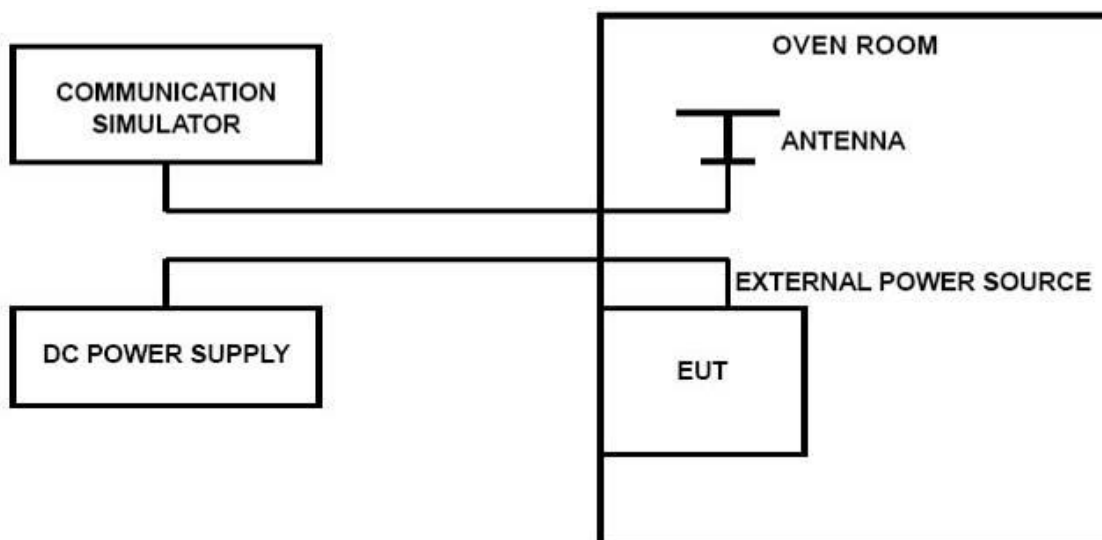 OVEN ROOM
COMMUNICATION
SIMULATOR
ANTENNA
EXTERNAL POWER SOURCE
DC POWER SUPPLY
EUT